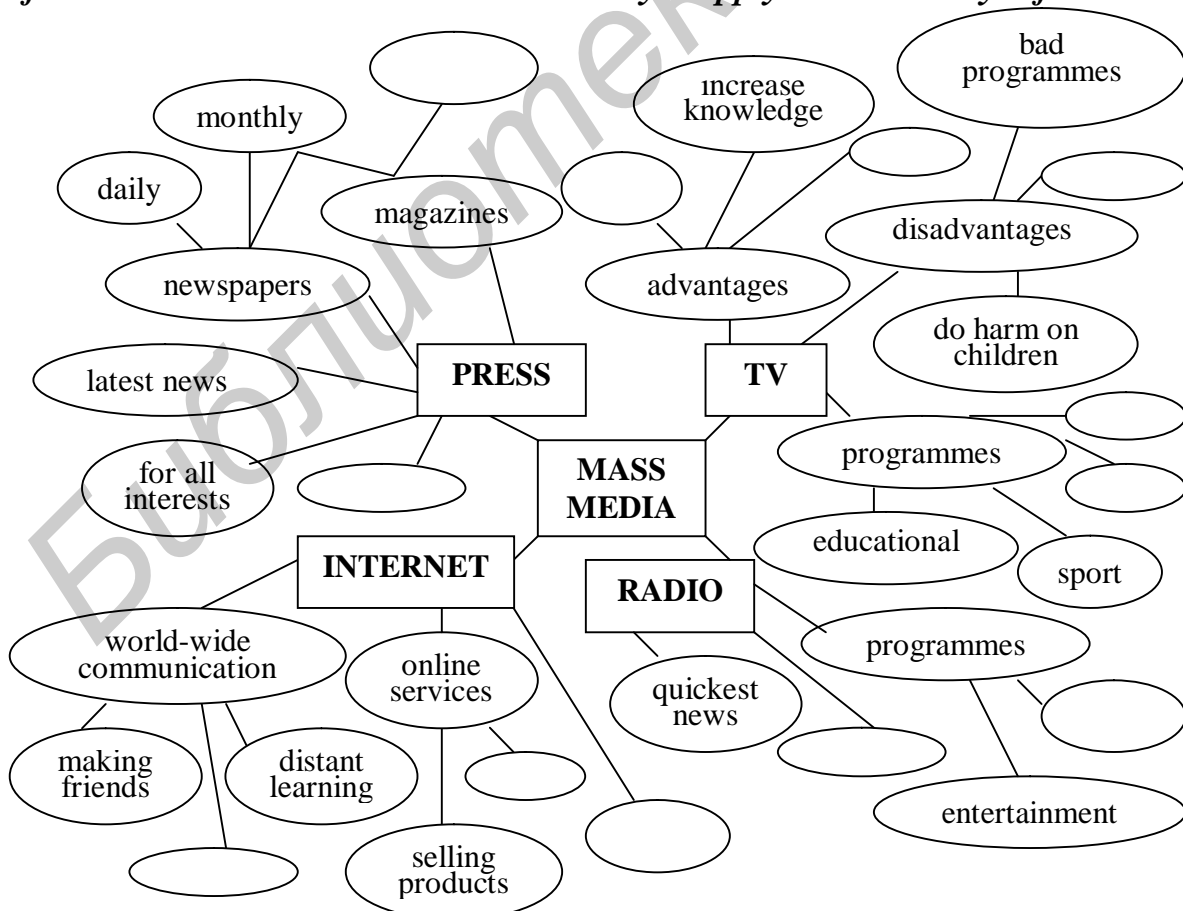 bad
programmes
increase
knowledge
monthly
daily
magazines
disadvantages
newspapers
advantages
do harm on
children
PRESS
TV
latest news
programmes
for all
interests
MASS
MEDIA
educational
sport
INTERNET
RADIO
world-wide
communication
online
services
programmes
quickest
news
making
friends
distant
learning
entertainment
selling
products
Библиотек